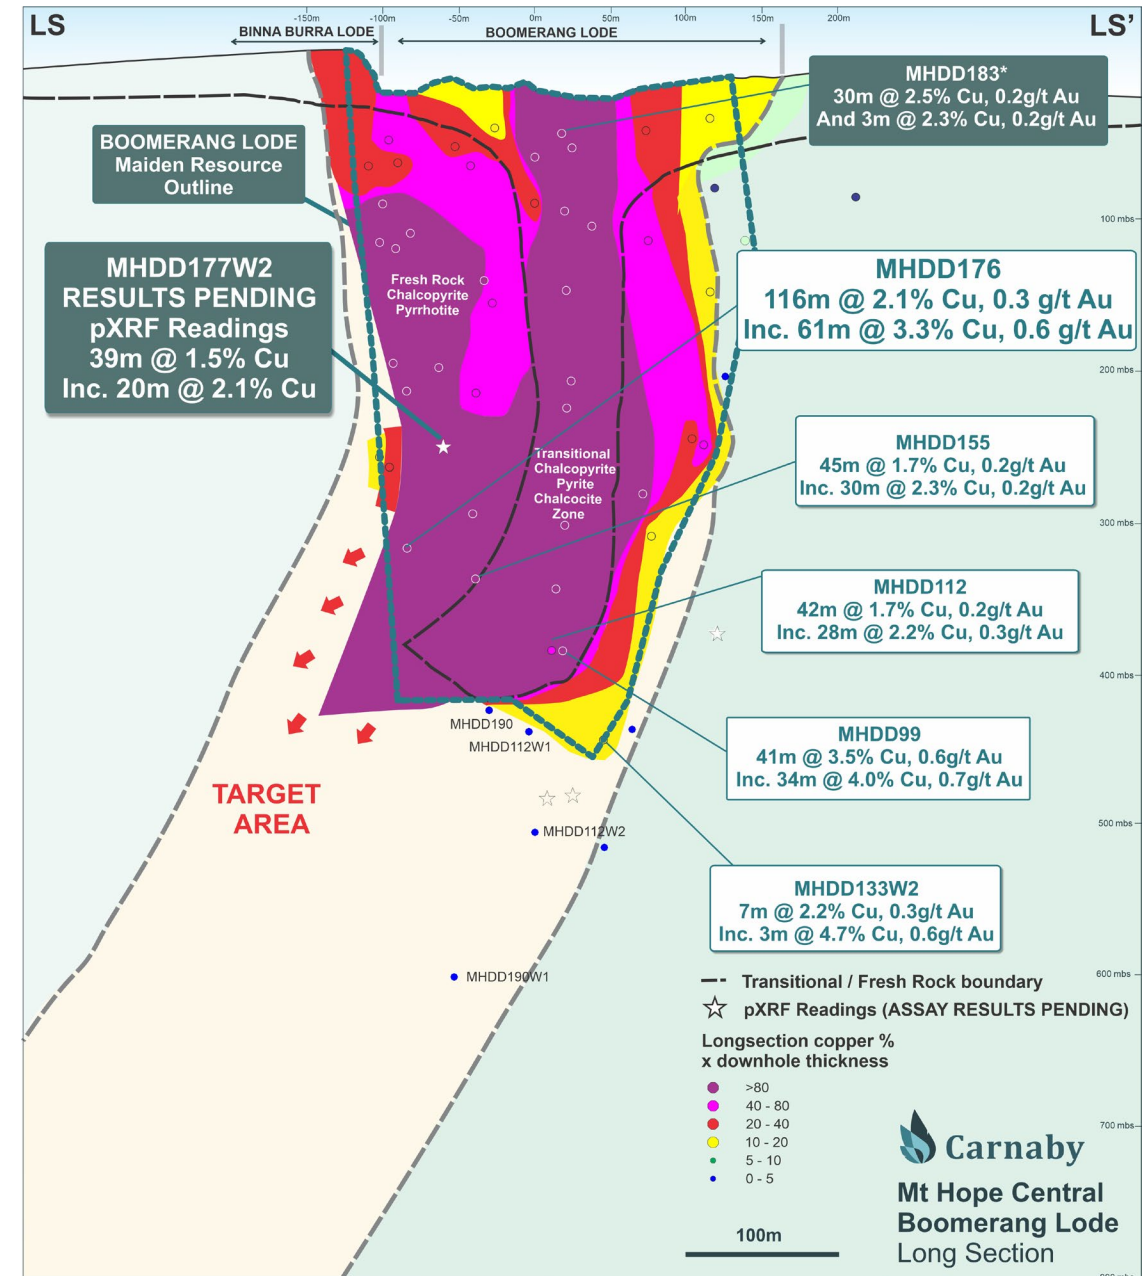 LS
LS'
-150m
-100m
-50m
0m
50m
100m
150m
200m
BINNA BURRA LODE
BOOMERANG LODE
MHDD183*
30m @ 2.5% Cu, 0.2g/t Au
And 3m @ 2.3% Cu, 0.2g/t Au
BOOMERANG LODE
Maiden Resource
Outline
100 mbs
MHDD177W2
RESULTS PENDING
pXRF Readings
39m @ 1.5% Cu
Inc. 20m @ 2.1% Cu
Fresh Rock
Chalcopyrite
Pyrrhotite
MHDD176
116m @ 2.1% Cu, 0.3 g/t Au
Inc. 61m @ 3.3% Cu, 0.6 g/t Au
200 mbs
MHDD155
45m @ 1.7% Cu, 0.2g/t Au
Inc. 30m @ 2.3% Cu, 0.2g/t Au
Transitional
Chalcopyrite
Pyrite
Chalcocite
Zone
300 mbs
MHDD112
42m @ 1.7% Cu, 0.2g/t Au
Inc. 28m @ 2.2% Cu, 0.3g/t Au
400 mbs
MHDD190
MHDD112W1
MHDD99
41m @ 3.5% Cu, 0.6g/t Au
Inc. 34m @ 4.0% Cu, 0.7g/t Au
TARGET
AREA
500 mbs
MHDD112W2
MHDD133W2
7m @ 2.2% Cu, 0.3g/t Au
Inc. 3m @ 4.7% Cu, 0.6g/t Au
600 mbs
MHDD190W1
Transitional / Fresh Rock boundary
pXRF Readings (ASSAY RESULTS PENDING)
Longsection copper %
x downhole thickness
>80
40 - 80
20 - 40
10 - 20
5 - 10
0 - 5
700 mbs
Carnaby
Mt Hope Central
Boomerang Lode
Long Section
100m